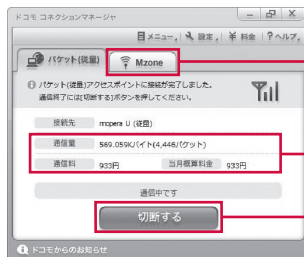 ドコモ コネクションマネージャ
メニュー, 設定, ¥ 料金 ? ヘルプ,
パケット(従量) Mzone
パケット(従量)アクセスポイントに接続が完了しました。
通信終了には[切断する]ボタンを押してください。
接続先 mopera U (従量)
通信量 569.059Kバイト(4,446パケット)
通信料 933円 当月概算料金 933円
通信中です
切断する
ドコモからのお知らせ